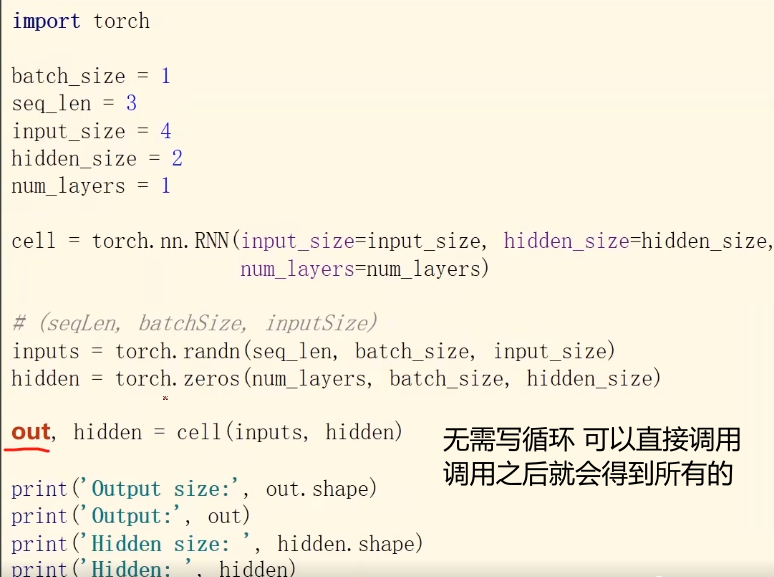 import torch
batch_size = 1
seq_len = 3
input_size = 4
hidden_size = 2
num_layers = 1
cell = torch.nn.RNN(input_size=input_size, hidden_size=hidden_size,
num_layers=num_layers)
# (seqLen, batchSize, inputSize)
inputs = torch.randn(seq_len, batch_size, input_size)
hidden = torch.zeros(num_layers, batch_size, hidden_size)
out, hidden = cell(inputs, hidden)
无需写循环 可以直接调用
调用之后就会得到所有的
print('Output size:', out.shape)
print('Output:', out)
print('Hidden size: ', hidden.shape)
print('Hidden: ', hidden)